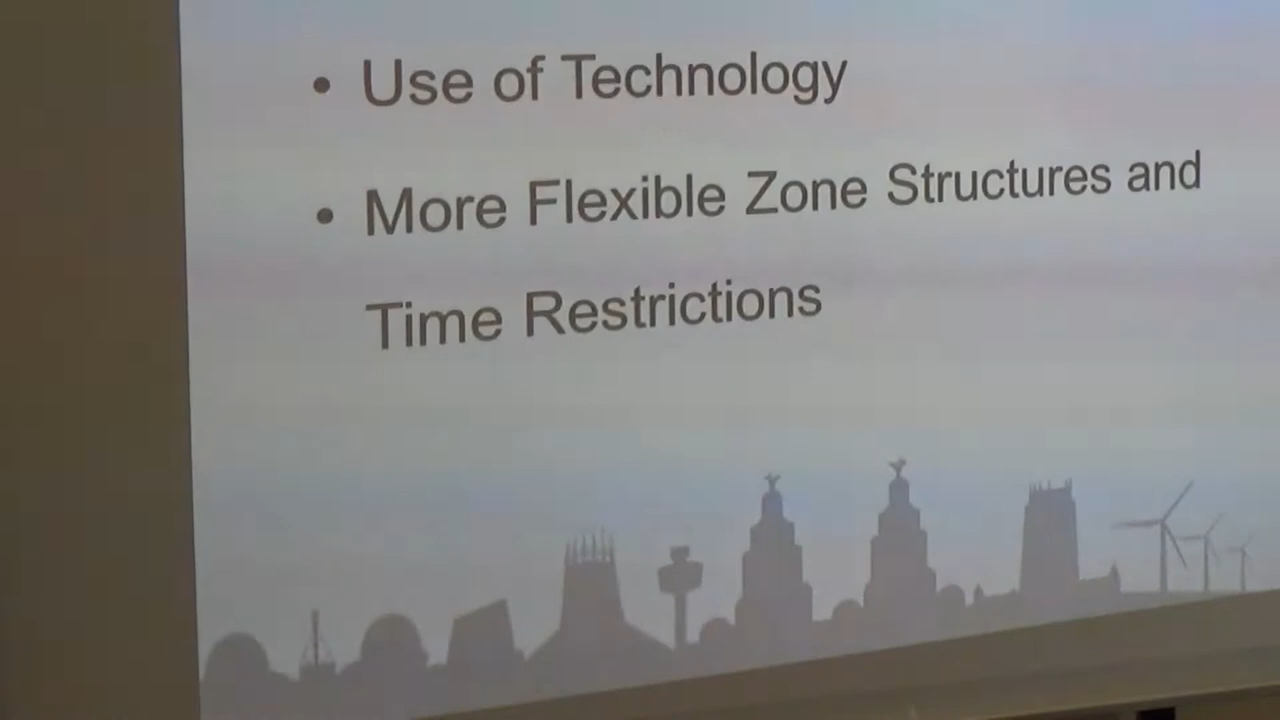 • Use of Technology
• More Flexible Zone Structures and
Time Restrictions